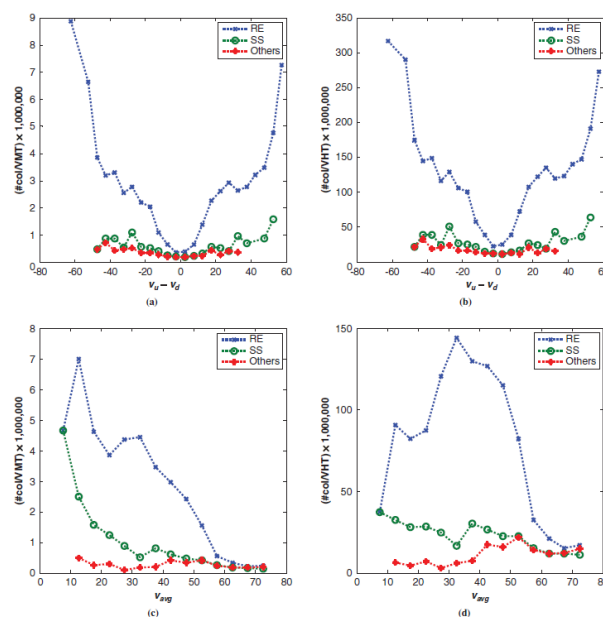 9
8
7
6
5
4
3
2
1
0
-80 -60 -40 -20 0 20 40 60
(#col/VMT) × 1,000,000
v_u – v_d
RE
SS
Others
(a)
350
300
250
200
150
100
50
0
-80 -60 -40 -20 0 20 40 60
(#col/VHT) × 1,000,000
v_u – v_d
RE
SS
Others
(b)
8
7
6
5
4
3
2
1
0
0 10 20 30 40 50 60 70 80
(#col/VMT) × 1,000,000
v_avg
RE
SS
Others
(c)
150
100
50
0
0 20 40 60 80
(#col/VHT) × 1,000,000
v_avg
RE
SS
Others
(d)